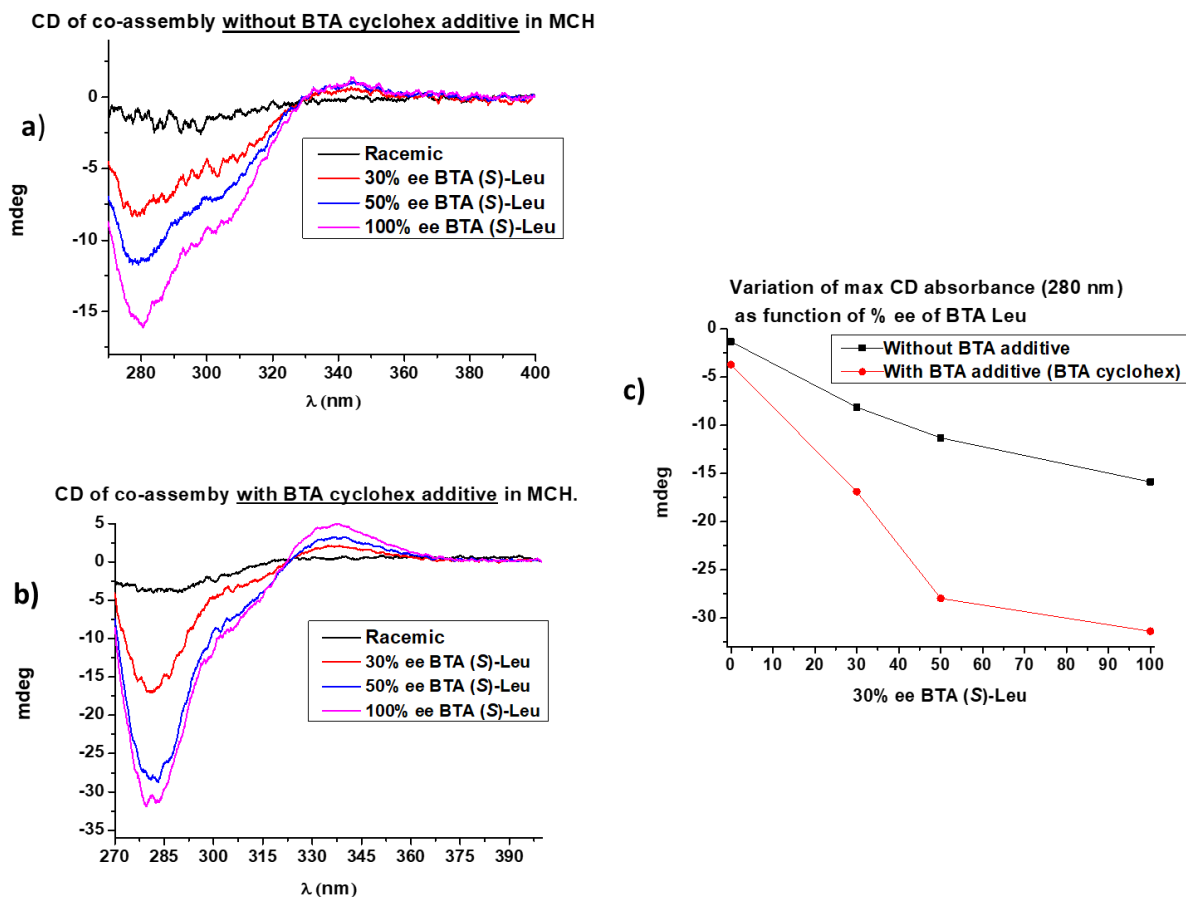 CD of co-assembly without BTA cyclohex additive in MCH
a)
mdeg
0
-5
-10
-15
Racemic
30% ee BTA (S)-Leu
50% ee BTA (S)-Leu
100% ee BTA (S)-Leu
280 300 320 340 360 380 400
λ (nm)
CD of co-assemby with BTA cyclohex additive in MCH.
b)
mdeg
5
0
-5
-10
-15
-20
-25
-30
-35
Racemic
30% ee BTA (S)-Leu
50% ee BTA (S)-Leu
100% ee BTA (S)-Leu
270 285 300 315 330 345 360 375 390
λ (nm)
Variation of max CD absorbance (280 nm)
as function of % ee of BTA Leu
c)
mdeg
0
-5
-10
-15
-20
-25
-30
Without BTA additive
With BTA additive (BTA cyclohex)
0 10 20 30 40 50 60 70 80 90 100
30% ee BTA (S)-Leu